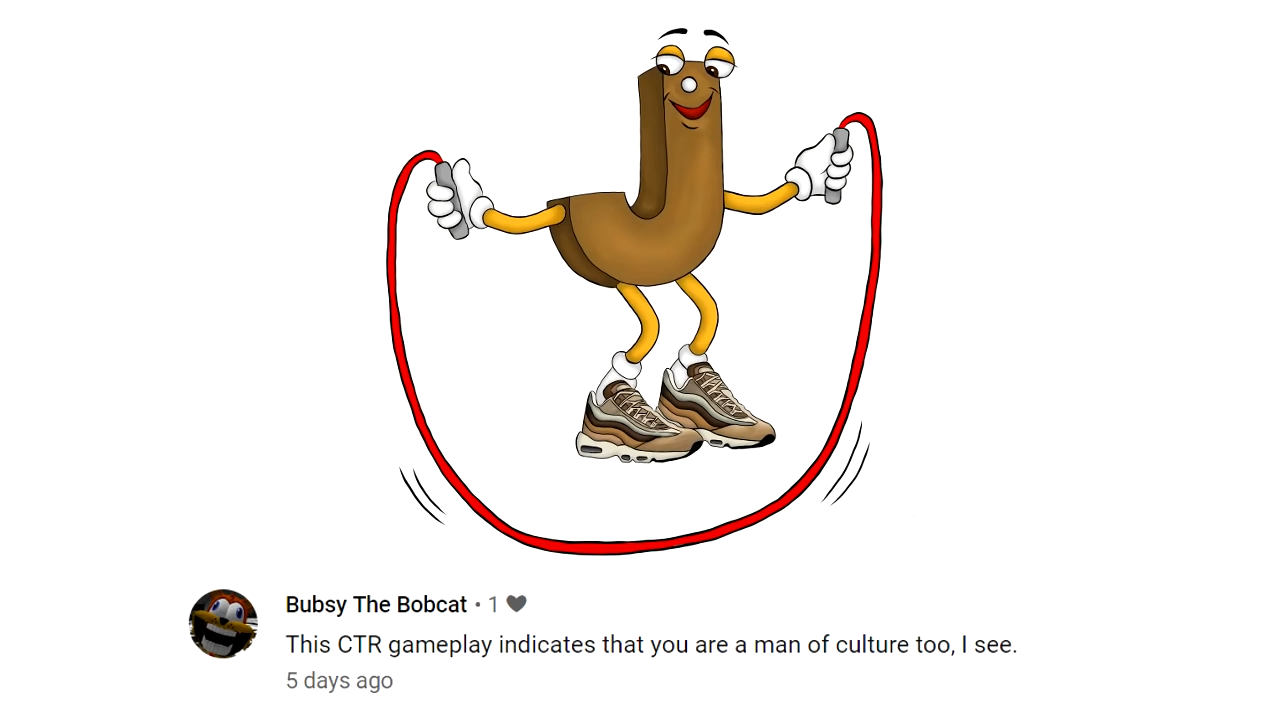 Bubsy The Bobcat • 1
This CTR gameplay indicates that you are a man of culture too, I see.
5 days ago